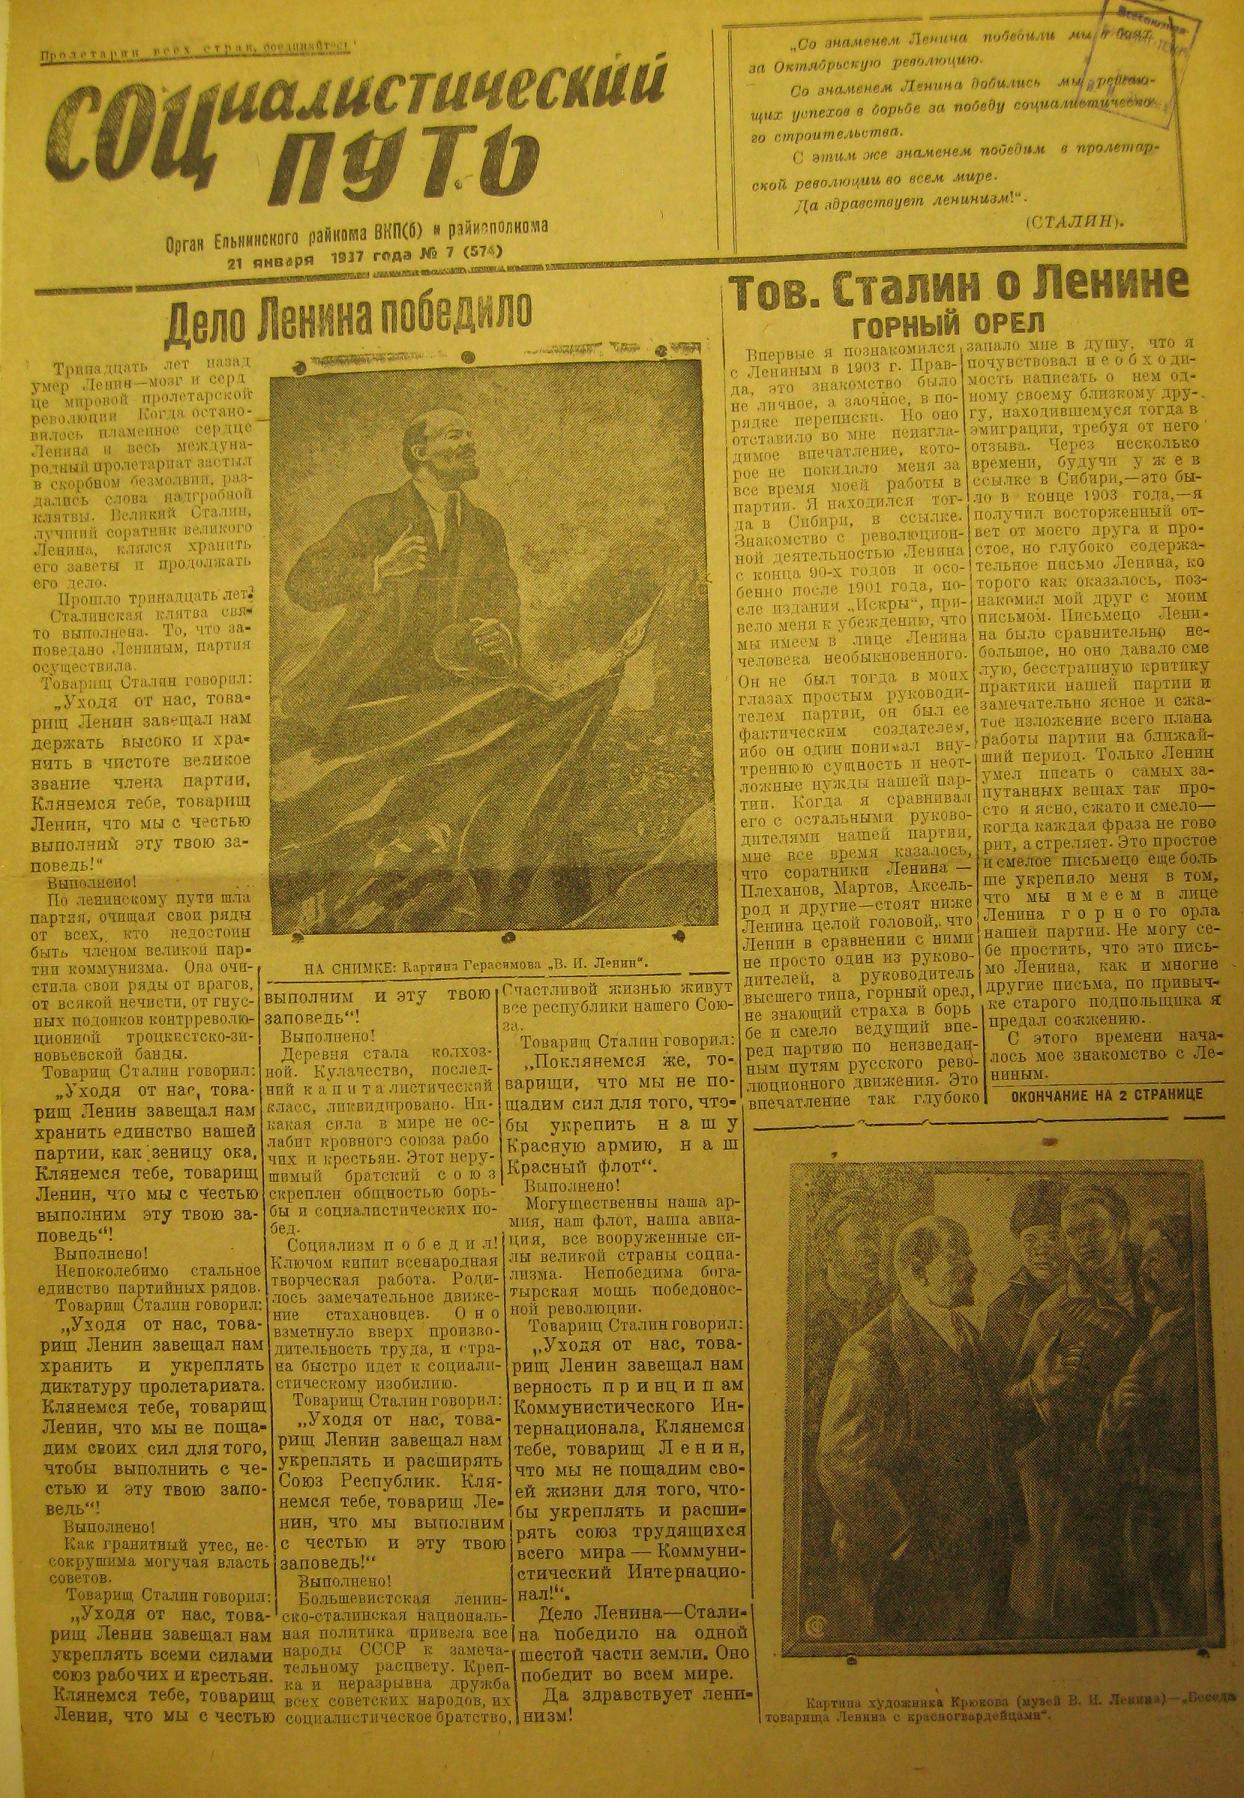 Пролетарии всех стран, соединяйтесь!
СОЦиалистический
ПУТЬ
Орган Ельнинского райкома ВКП(б) и райисполкома
21 января 1937 года № 7 (574)
„Со знаменем Ленина победили мы в боях
за Октябрьскую революцию.
Со знаменем Ленина добились мы решаю-
щих успехов в борьбе за победу социалистическо-
го строительства.
С этим же знаменем победим в пролетар-
ской революции во всем мире.
Да здравствует ленинизм!“.
(СТАЛИН).
Всесоюзная
Дело Ленина победило
Тринадцать лет назад
умер Ленин—мозг и серд
це мировой пролетарской
революции Когда остано-
вилось пламенное сердце
Ленина и весь междуна-
родный пролетариат застыл
в скорбном безмолвии, раз-
дались слова надгробной
клятвы. Великий Сталин,
лучший соратник великого
Ленина, клялся хранить
его заветы и продолжать
его дело.
Прошло тринадцать лет.
Сталинская клятва свя-
то выполнена. То, что за-
поведано Лениным, партия
осуществила.
Товарищ Сталин говорил:
„Уходя от нас, това-
рищ Ленин завещал нам
держать высоко и хра-
нить в чистоте великое
звание члена партии,
Клянемся тебе, товарищ
Ленин, что мы с честью
выполний эту твою за-
поведь!“
Выполнено!
По ленинскому пути шла
партия, очищая свои ряды
от всех, кто недостоин
быть членом великой пар-
тии коммунизма. Она очи-
стила свои ряды от врагов,
от всякой нечисти, от гнус-
ных подонков контрреволю-
ционной троцкистско-зи-
новьевской банды.
Товарищ Сталин говорил:
„Уходя от нас, това-
рищ Ленин завещал нам
хранить единство нашей
партии, как зеницу ока,
Клянемся тебе, товарищ
Ленин, что мы с честью
выполним эту твою за-
поведь“!
Выполнено!
Непоколебимо стальное
единство партийных рядов.
Товарищ Сталин говорил:
„Уходя от нас, това-
рищ Ленин завещал нам
хранить и укреплять
диктатуру пролетариата.
Клянемся тебе, товарищ
Ленин, что мы не поща-
дим своих сил для того,
чтобы выполнить с че-
стью и эту твою запо-
ведь“!
Выполнено!
Как гранитный утес, не-
сокрушима могучая власть
советов.
Товарищ Сталин говорил:
„Уходя от нас, това-
рищ Ленин завещал нам
укреплять всеми силами
союз рабочих и крестьян.
Клянемся тебе, товарищ
Ленин, что мы с честью
НА СНИМКЕ: Картина Герасимова „В. И. Ленин“.
выполним и эту твою
заповедь“!
Выполнено!
Деревня стала колхоз-
ной. Кулачество, послед-
ний капиталистический
класс, ликвидировано. Ни-
какая сила в мире не ос-
лабит кровного союза рабо
чих и крестьян. Этот неру-
шимый братский союз
скреплен общностью борь-
бы и социалистических по-
бед.
Социализм победил!
Ключом кипит всенародная
творческая работа. Роди-
лось замечательное движе-
ние стахановцев. Оно
взметнуло вверх произво-
дительность труда, и стра-
на быстро идет к социали-
стическому изобилию.
Товарищ Сталин говорил:
„Уходя от нас, това-
рищ Ленин завещал нам
укреплять и расширять
Союз Республик. Кля-
немся тебе, товарищ Ле-
нин, что мы выполним
с честью и эту твою
заповедь!“
Выполнено!
Большевистская ленин-
ско-сталинская националь-
ная политика привела все
народы СССР к замеча-
тельному расцвету. Креп-
ка и неразрывна дружба
всех советских народов, их
социалистическое братство,
Счастливой жизнью живут
все республики нашего Сою-
за.
Товарищ Сталин говорил:
„Поклянемся же, то-
варищи, что мы не по-
щадим сил для того, что-
бы укрепить нашу
Красную армию, наш
Красный флот“.
Выполнено!
Могущественны наша ар-
мия, наш флот, наша авиа-
ция, все вооруженные си-
лы великой страны социа-
лизма. Непобедима бога-
тырская мощь победонос-
ной революции.
Товарищ Сталин говорил:
„Уходя от нас, това-
рищ Ленин завещал нам
верность принципам
Коммунистического Ин-
тернационала, Клянемся
тебе, товарищ Ленин,
что мы не пощадим сво-
ей жизни для того, что-
бы укреплять и расши-
рять союз трудящихся
всего мира — Коммуни-
стический Интернацио-
нал!“.
Дело Ленина—Стали-
на победило на одной
шестой части земли. Оно
победит во всем мире.
Да здравствует лени-
низм!
Тов. Сталин о Ленине
ГОРНЫЙ ОРЕЛ
Впервые я познакомился
с Лениным в 1903 г. Прав-
да, это знакомство было
не личное, а заочное, в по-
рядке переписки. Но оно
отставило во мне неизгла-
димое впечатление, кото-
рое не покидало меня за
все время моей работы в
партии. Я находился тог-
да в Сибири, в ссылке.
Знакомство с революцион-
ной деятельностью Ленина
с конца 90-х годов и осо-
бенно после 1901 года, по-
сле издания „Искры“, при-
вело меня к убеждению, что
мы имеем в лице Ленина
человека необыкновенного.
Он не был тогда в моих
глазах простым руководи-
телем партии, он был ее
фактическим создателем,
ибо он один понимал вну-
треннюю сущность и неот-
ложные нужды нашей пар-
тии. Когда я сравнивал
его с остальными руково-
дителями нашей партии,
мне все время казалось,
что соратники Ленина —
Плеханов, Мартов, Аксель-
род и другие—стоят ниже
Ленина целой головой, что
Ленин в сравнении с ними
не просто один из руково-
дителей, а руководитель
высшего типа, горный орел,
не знающий страха в борь
бе и смело ведущий впе-
ред партию по неизведан-
ным путям русского рево-
люционного движения. Это
впечатление так глубоко
запало мне в душу, что я
почувствовал необходи-
мость написать о нем од-
ному своему близкому дру-
гу, находившемуся тогда в
эмиграции, требуя от него
отзыва. Через несколько
времени, будучи уже в
ссылке в Сибири,—это бы-
ло в конце 1903 года,—я
получил восторженный от-
вет от моего друга и про-
стое, но глубоко содержа-
тельное письмо Ленина, ко
торого как оказалось, поз-
накомил мой друг с моим
письмом. Письмецо Лени-
на было сравнительно не-
большое, но оно давало сме
лую, бесстрашную критику
практики нашей партии и
замечательно ясное и сжа-
тое изложение всего плана
работы партии на ближай-
ший период. Только Ленин
умел писать о самых за-
путанных вещах так про-
сто и ясно, сжато и смело—
когда каждая фраза не гово
рит, а стреляет. Это простое
и смелое письмецо еще боль
ше укрепило меня в том,
что мы имеем в лице
Ленина горного орла
нашей партии. Не могу се-
бе простить, что это пись-
мо Ленина, как и многие
другие письма, по привыч-
ке старого подпольщика я
предал сожжению..
С этого времени нача-
лось мое знакомство с Ле-
ниным.
ОКОНЧАНИЕ НА 2 СТРАНИЦЕ
Картина художника Крюкова (музей В. И. Ленина)—„Беседа
товарища Ленина с красногвардейцами“.